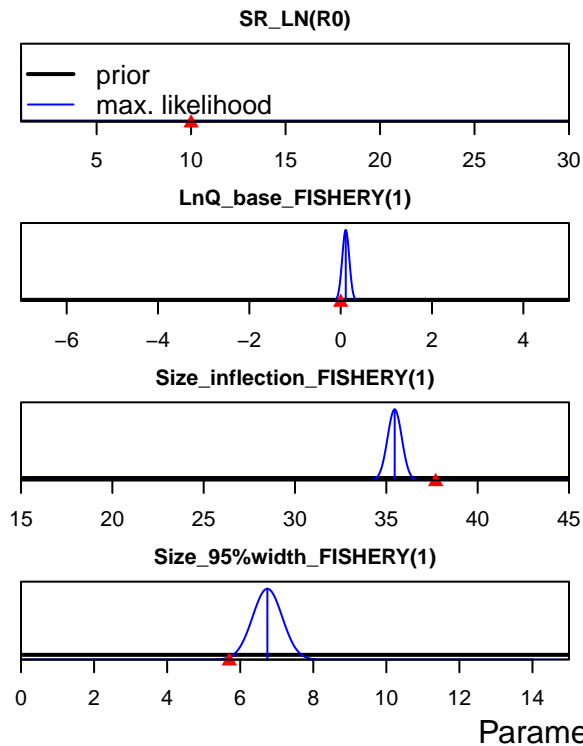 SR_LN(R0)
prior
max. likelihood
5 10 15 20 25 30
LnQ_base_FISHERY(1)
−6 −4 −2 0 2 4
Size_inflection_FISHERY(1)
15 20 25 30 35 40 45
Size_95%width_FISHERY(1)
0 2 4 6 8 10 12 14
Parame